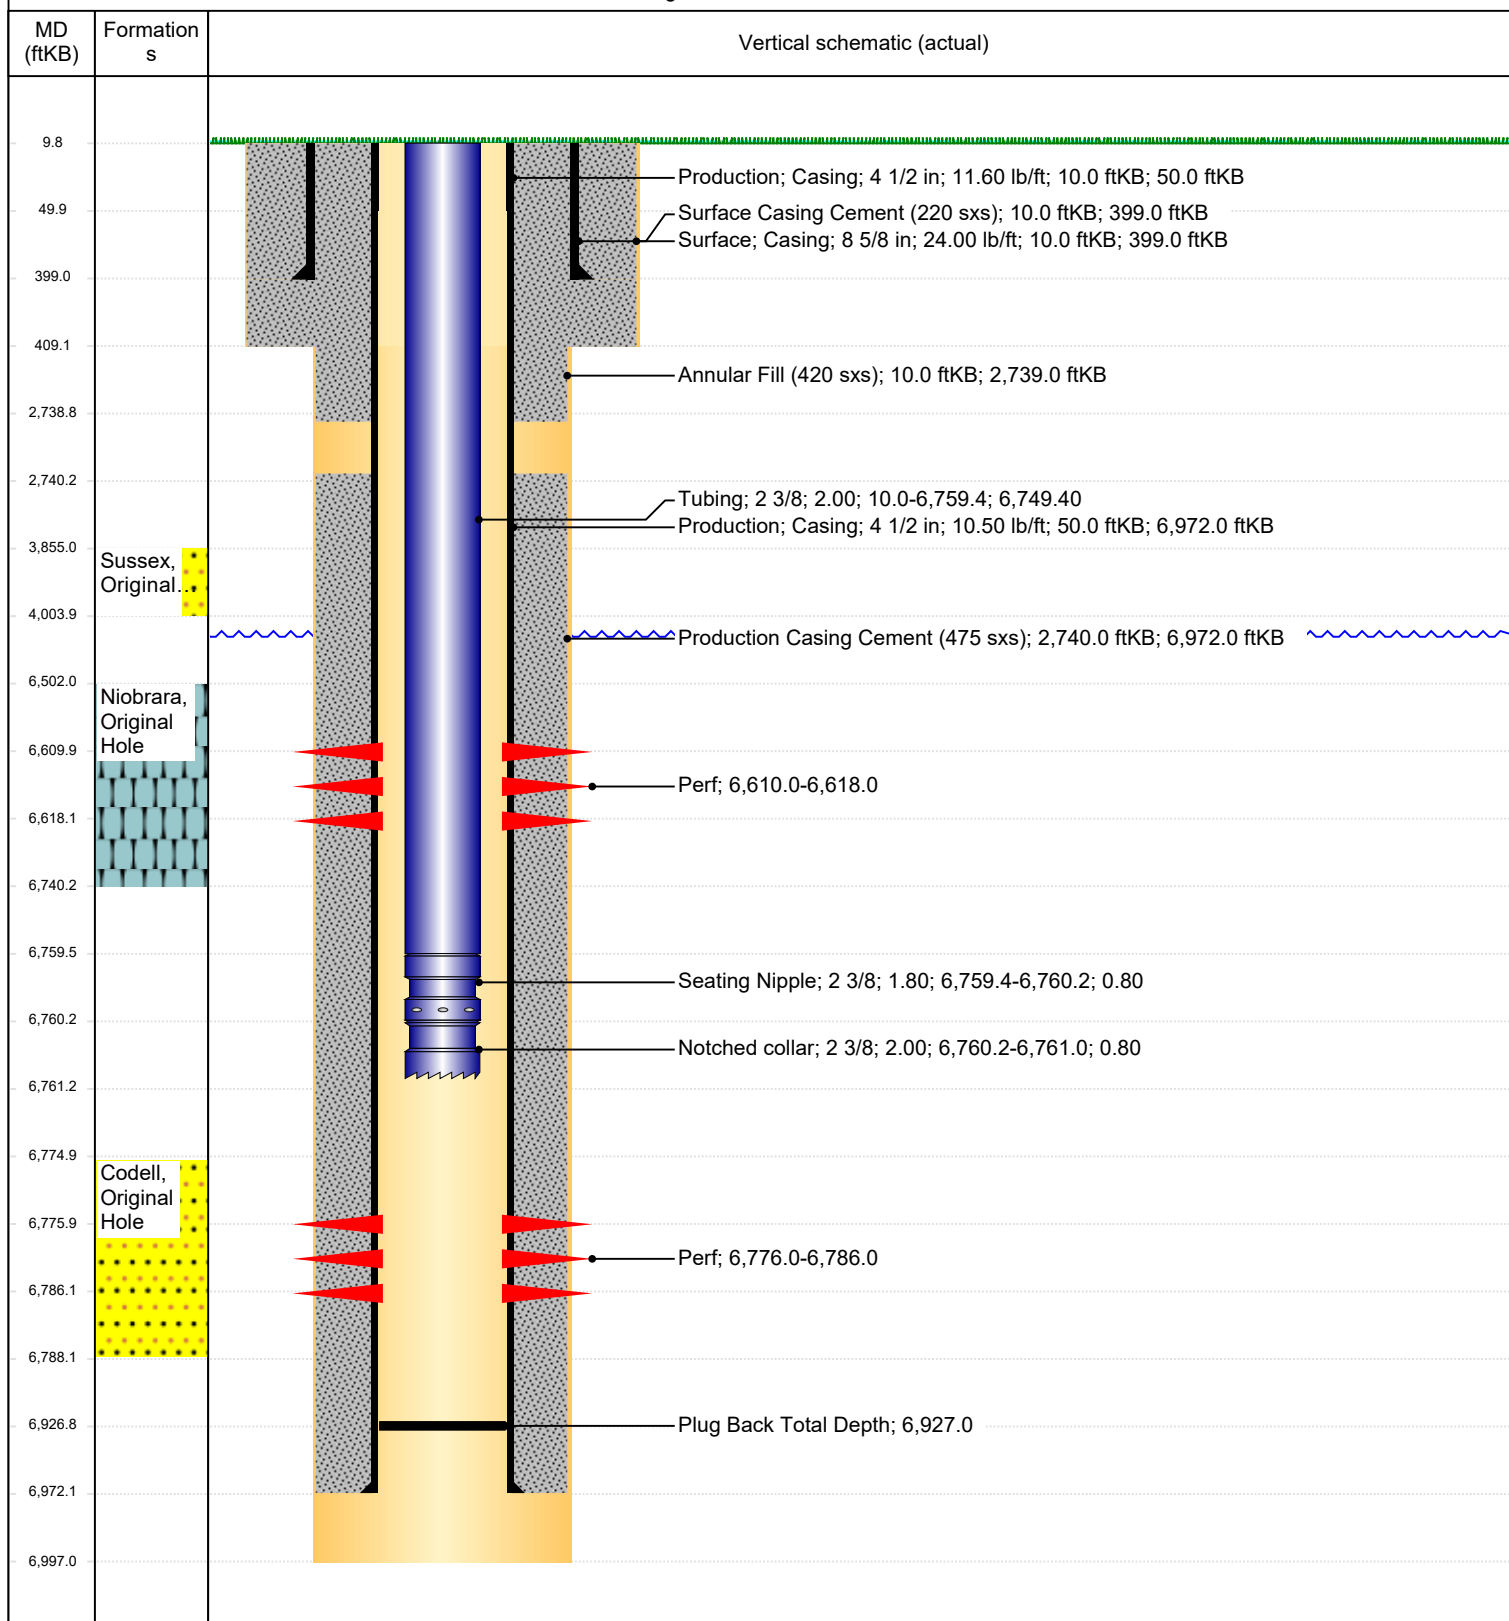 MD
(ftKB)
Formation
s
Vertical schematic (actual)
9.8
Production; Casing; 4 1/2 in; 11.60 lb/ft; 10.0 ftKB; 50.0 ftKB
49.9
Surface Casing Cement (220 sxs); 10.0 ftKB; 399.0 ftKB
Surface; Casing; 8 5/8 in; 24.00 lb/ft; 10.0 ftKB; 399.0 ftKB
399.0
409.1
Annular Fill (420 sxs); 10.0 ftKB; 2,739.0 ftKB
2,738.8
2,740.2
Tubing; 2 3/8; 2.00; 10.0-6,759.4; 6,749.40
Production; Casing; 4 1/2 in; 10.50 lb/ft; 50.0 ftKB; 6,972.0 ftKB
3,855.0
Sussex,
Original...
4,003.9
Production Casing Cement (475 sxs); 2,740.0 ftKB; 6,972.0 ftKB
6,502.0
Niobrara,
Original
Hole
6,609.9
Perf; 6,610.0-6,618.0
6,618.1
6,740.2
6,759.5
Seating Nipple; 2 3/8; 1.80; 6,759.4-6,760.2; 0.80
6,760.2
Notched collar; 2 3/8; 2.00; 6,760.2-6,761.0; 0.80
6,761.2
6,774.9
Codell,
Original
Hole
6,775.9
Perf; 6,776.0-6,786.0
6,786.1
6,788.1
6,926.8
Plug Back Total Depth; 6,927.0
6,972.1
6,997.0